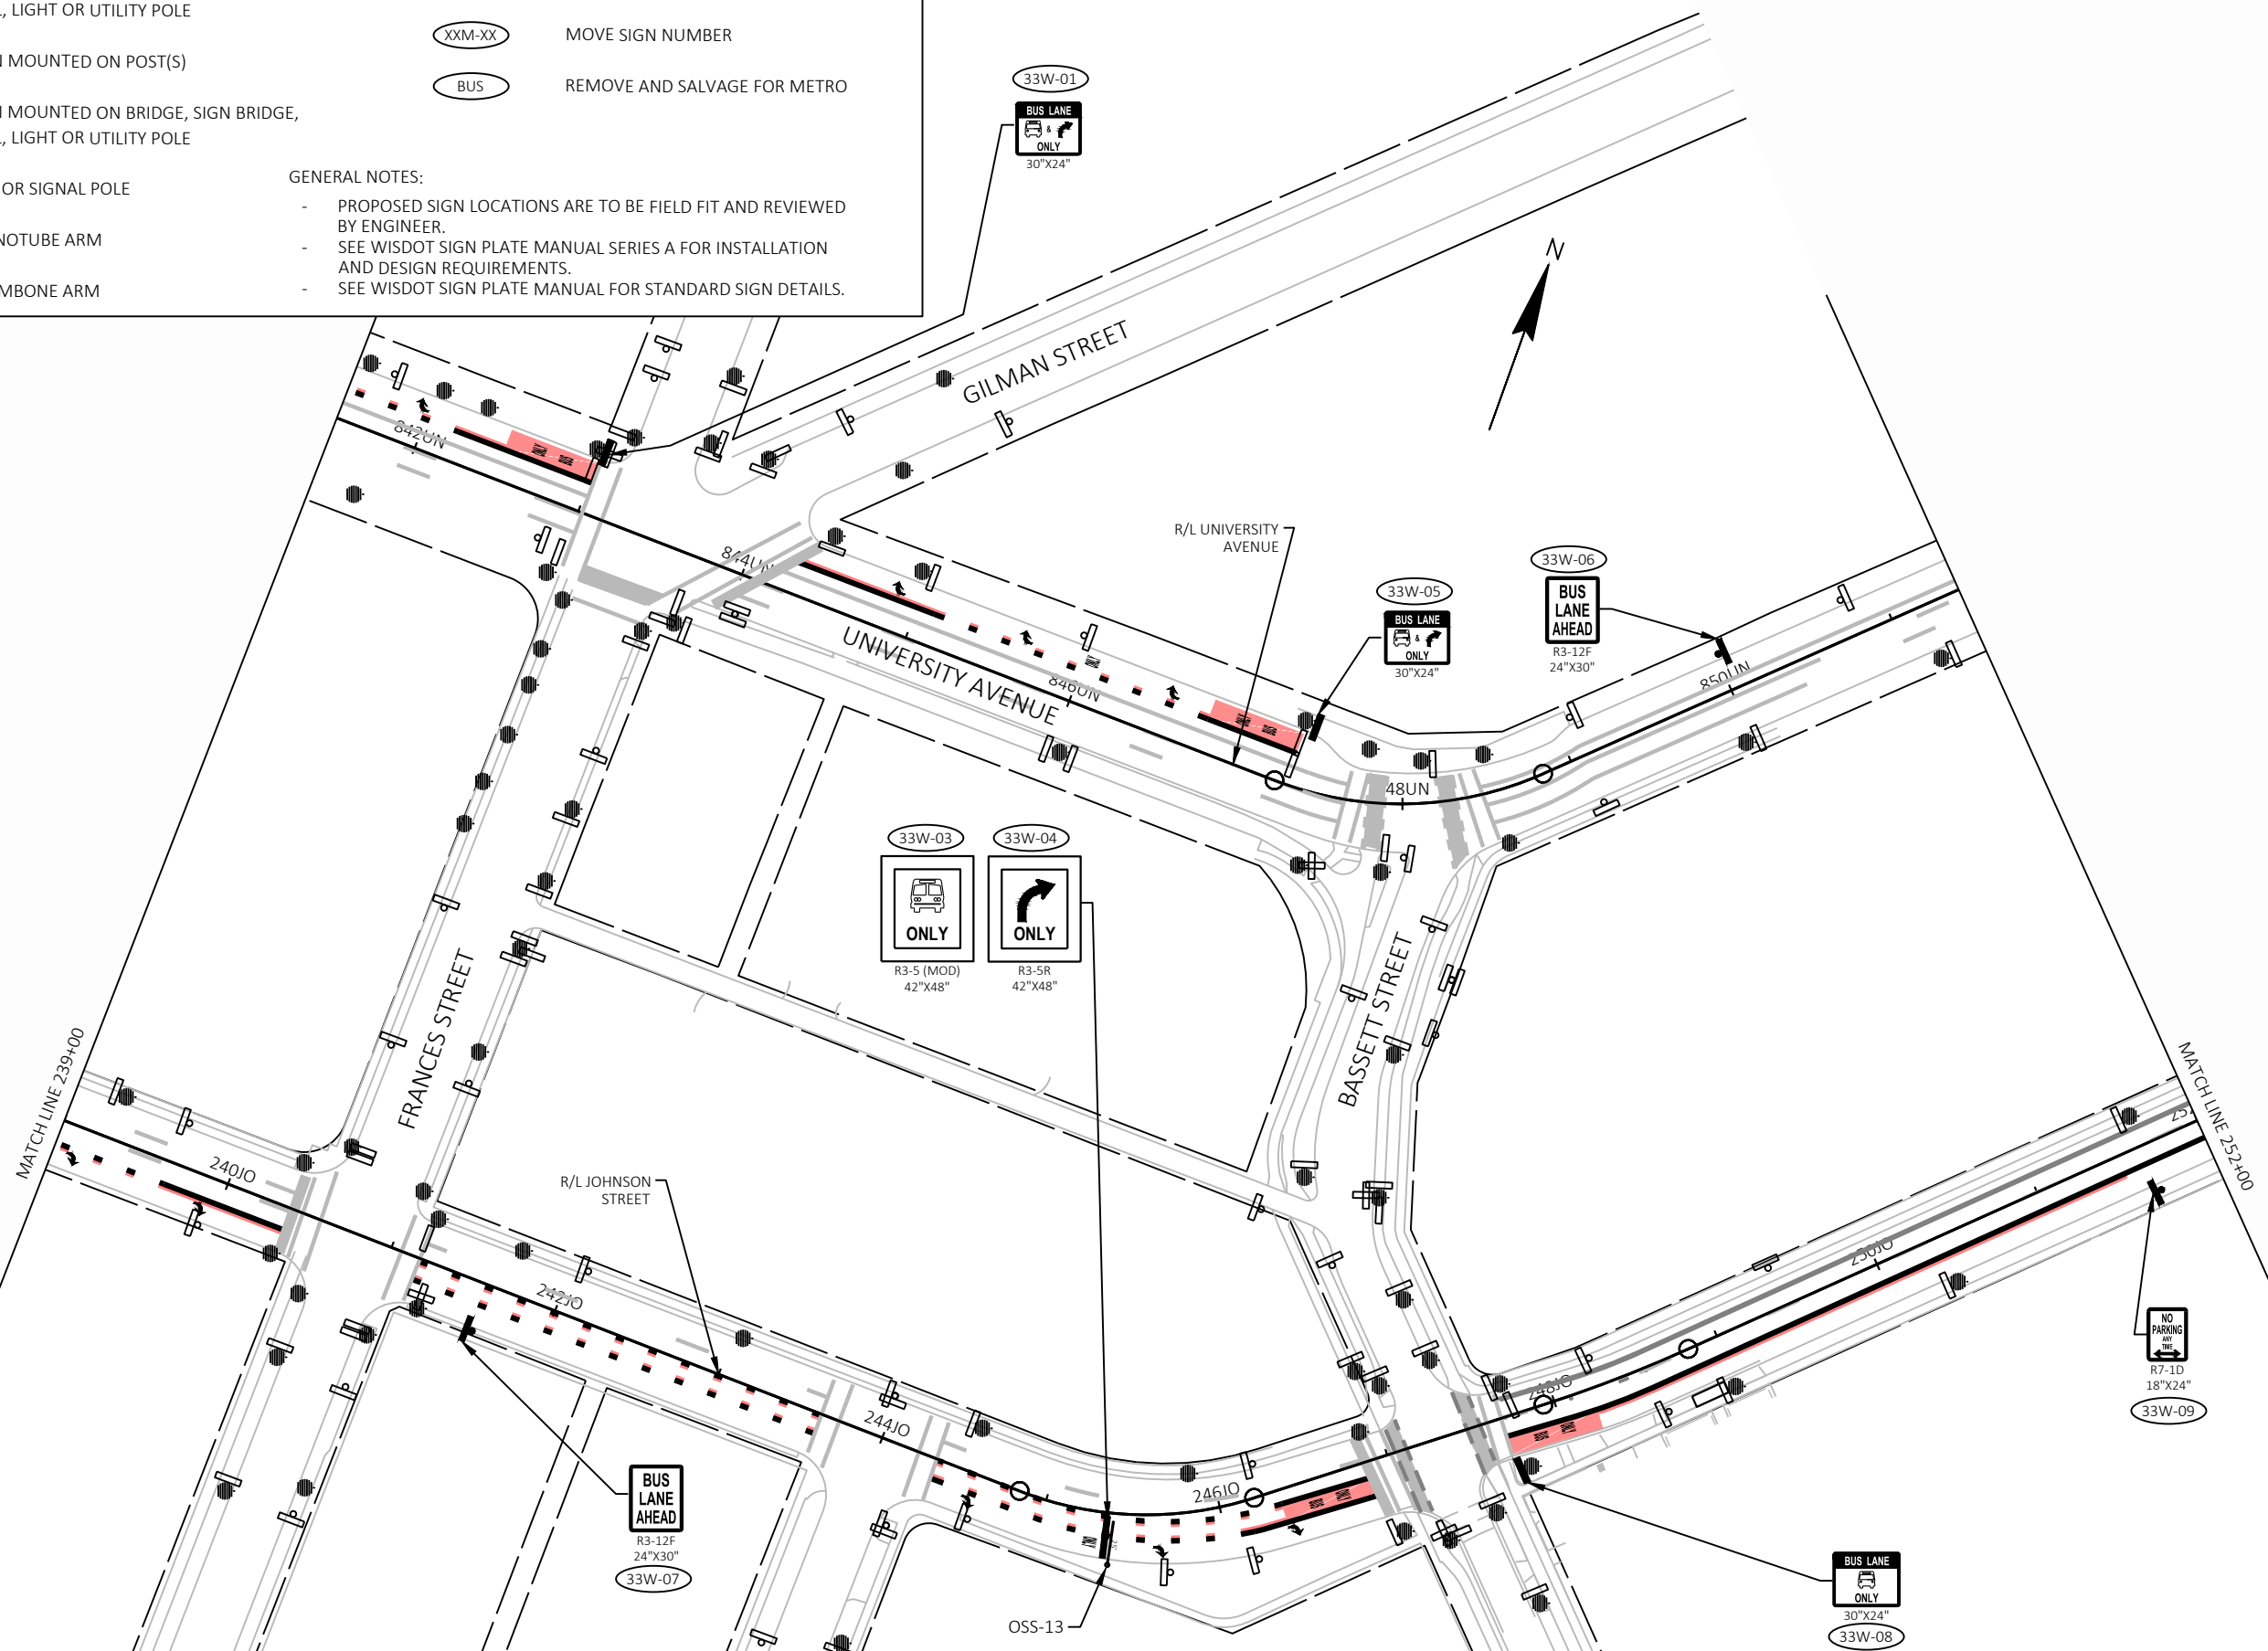 , LIGHT OR UTILITY POLE
MOUNTED ON POST(S)
MOUNTED ON BRIDGE, SIGN BRIDGE,
, LIGHT OR UTILITY POLE
OR SIGNAL POLE
NOTUBE ARM
MBONE ARM
XXM-XX MOVE SIGN NUMBER
BUS REMOVE AND SALVAGE FOR METRO
GENERAL NOTES:
- PROPOSED SIGN LOCATIONS ARE TO BE FIELD FIT AND REVIEWED
BY ENGINEER.
- SEE WISDOT SIGN PLATE MANUAL SERIES A FOR INSTALLATION
AND DESIGN REQUIREMENTS.
- SEE WISDOT SIGN PLATE MANUAL FOR STANDARD SIGN DETAILS.
33W-01
BUS LANE
&
ONLY
30"X24"
N
GILMAN STREET
842UN
844UN
UNIVERSITY AVENUE
846UN
R/L UNIVERSITY
AVENUE
33W-05
BUS LANE
&
ONLY
30"X24"
33W-06
BUS
LANE
AHEAD
R3-12F
24"X30"
850UN
48UN
33W-03
ONLY
R3-5 (MOD)
42"X48"
33W-04
ONLY
R3-5R
42"X48"
FRANCES STREET
BASSETT STREET
MATCH LINE 239+00
MATCH LINE 252+00
240JO
R/L JOHNSON
STREET
242JO
244JO
246JO
248JO
250JO
BUS
ONLY
BUS
ONLY
NO
PARKING
ANY
TIME
R7-1D
18"X24"
33W-09
BUS
LANE
AHEAD
R3-12F
24"X30"
33W-07
OSS-13
BUS LANE
ONLY
30"X24"
33W-08